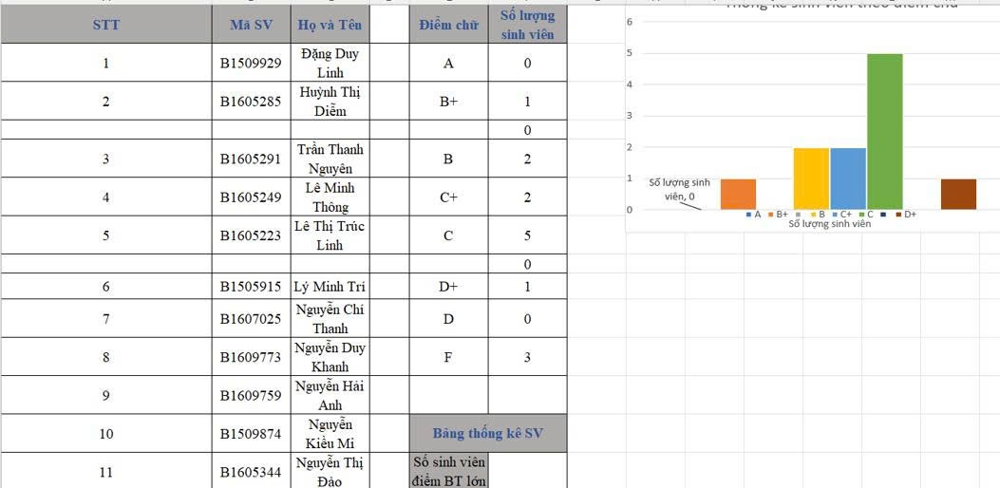 STT Mã SV Họ và Tên Điểm chữ Số lượng
sinh viên
1 B1509929 Đặng Duy
Linh A 0
2 B1605285 Huỳnh Thị
Diễm B+ 1
0
3 B1605291 Trần Thanh
Nguyên B 2
4 B1605249 Lê Minh
Thông C+ 2
5 B1605223 Lê Thị Trúc
Linh C 5
0
6 B1505915 Lý Minh Trí D+ 1
7 B1607025 Nguyễn Chí
Thanh D 0
8 B1609773 Nguyễn Duy
Khanh F 3
9 B1609759 Nguyễn Hải
Anh
10 B1509874 Nguyễn
Kiều Mi Bảng thống kê SV
11 B1605344 Nguyễn Thị
Đào Số sinh viên
điểm BT lớn
Thống kê sinh viên theo điểm chữ
6
5
4
3
2
1
0
Số lượng sinh
viên, 0
A B+ B C+ C D+
Số lượng sinh viên